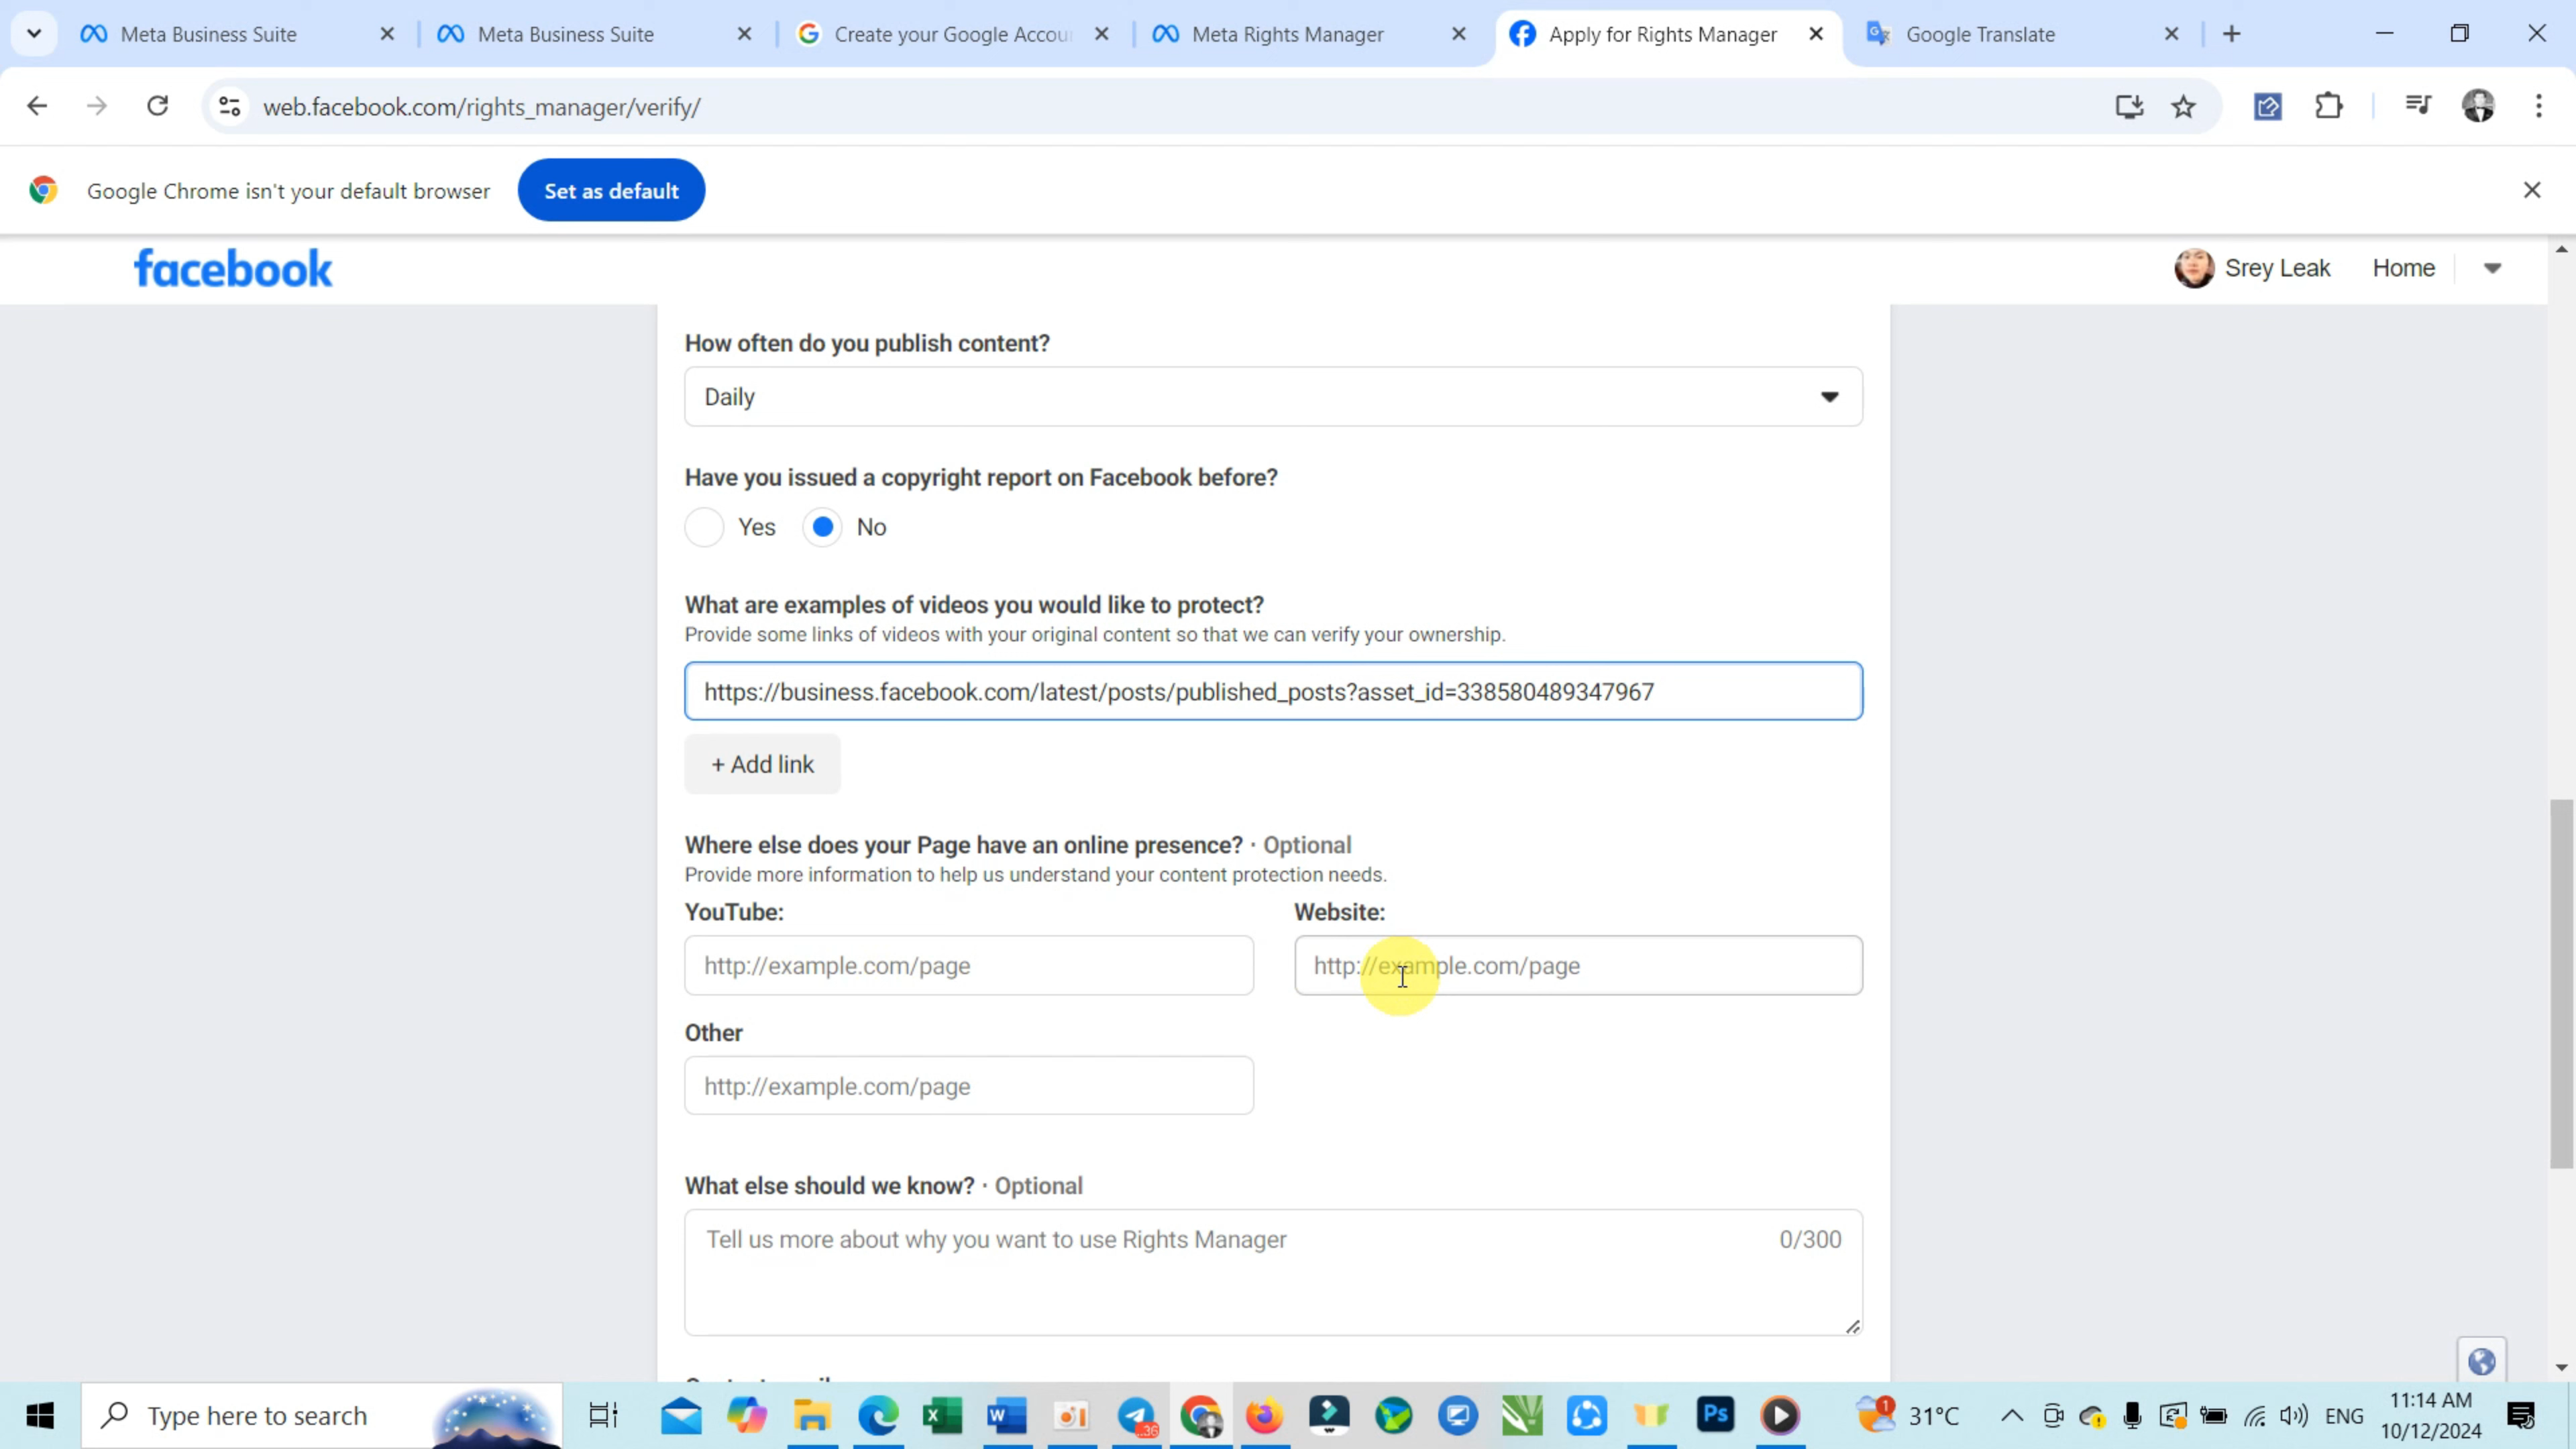 Meta Business Suite
Meta Business Suite
Create your Google Accou
Meta Rights Manager
Apply for Rights Manager
Google Translate
web.facebook.com/rights_manager/verify/
Google Chrome isn't your default browser
Set as default
facebook
Srey Leak
Home
How often do you publish content?
Daily
Have you issued a copyright report on Facebook before?
Yes
No
What are examples of videos you would like to protect?
Provide some links of videos with your original content so that we can verify your ownership.
https://business.facebook.com/latest/posts/published_posts?asset_id=338580489347967
+ Add link
Where else does your Page have an online presence? · Optional
Provide more information to help us understand your content protection needs.
YouTube:
Website:
http://example.com/page
http://example.com/page
Other
http://example.com/page
What else should we know? · Optional
Tell us more about why you want to use Rights Manager
0/300
Type here to search
Ps
31°C
ENG
11:14 AM
10/12/2024